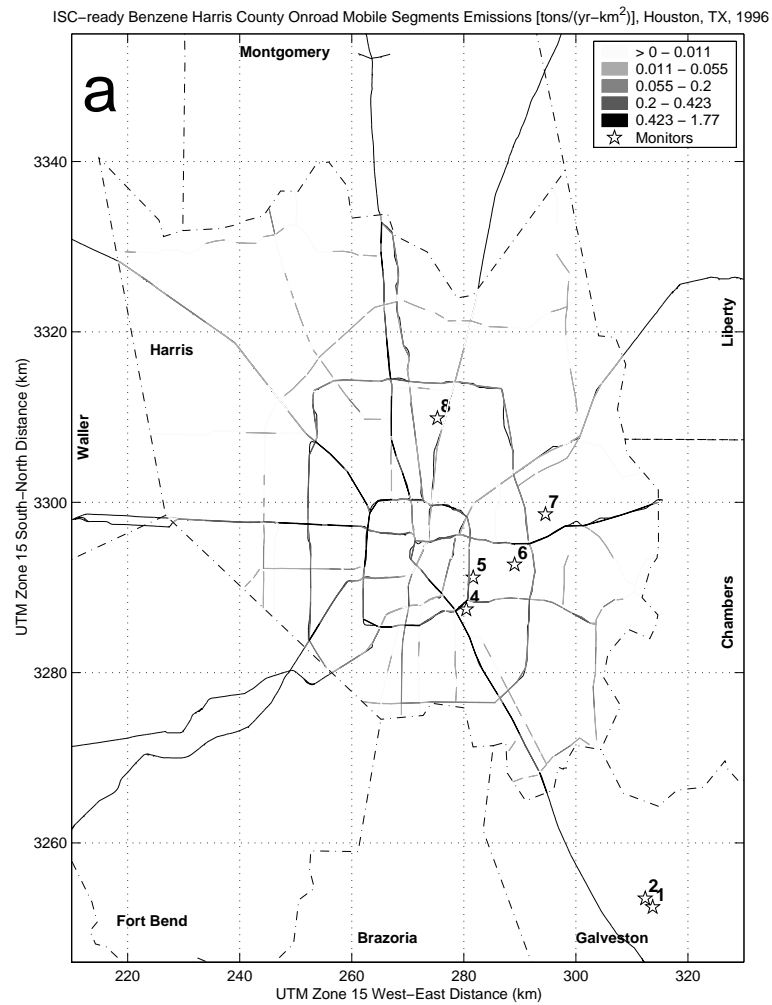 ISC−ready Benzene Harris County Onroad Mobile Segments Emissions [tons/(yr−km²)], Houston, TX, 1996
Montgomery
a
> 0 − 0.011
0.011 − 0.055
0.055 − 0.2
0.2 − 0.423
0.423 − 1.77
Monitors
3340
3320
3300
3280
3260
UTM Zone 15 South−North Distance (km)
Harris
Liberty
Waller
Chambers
8
7
6
5
4
2
1
Fort Bend
Brazoria
Galveston
220 240 260 280 300 320
UTM Zone 15 West−East Distance (km)